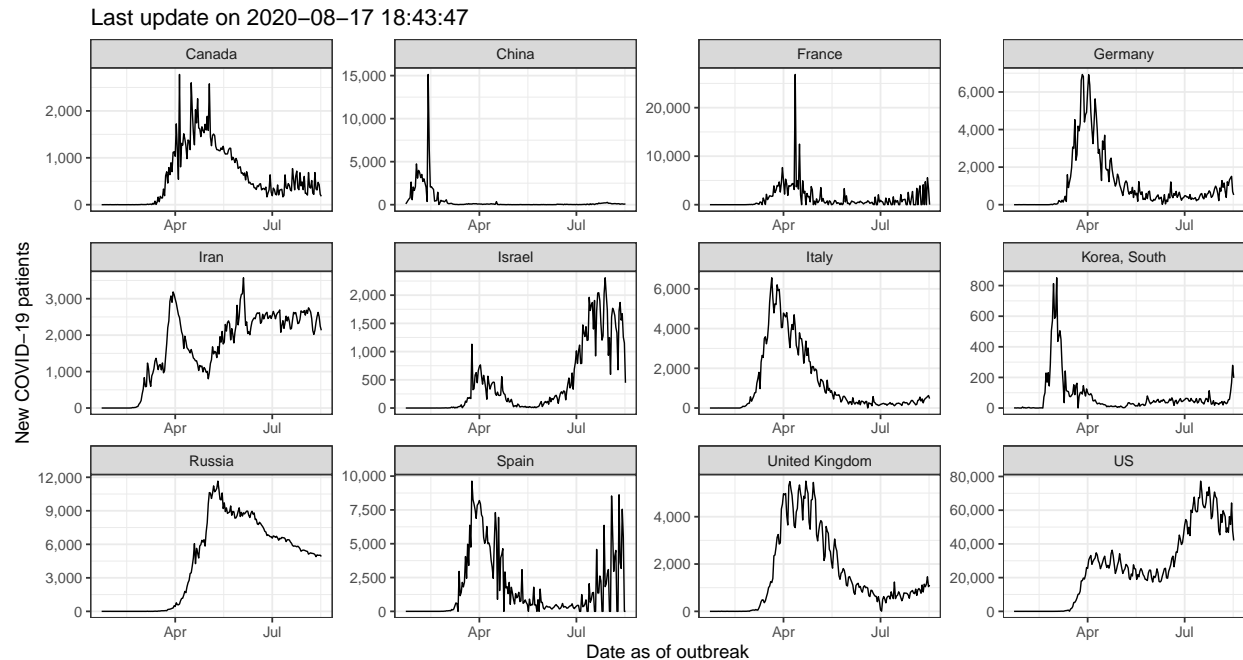 Last update on 2020−08−17 18:43:47
Canada
China
France
Germany
2,000
1,000
0
Apr
Jul
15,000
10,000
5,000
0
Apr
Jul
20,000
10,000
0
Apr
Jul
6,000
4,000
2,000
0
Apr
Jul
Iran
Israel
Italy
Korea, South
3,000
2,000
1,000
0
Apr
Jul
2,000
1,500
1,000
500
0
Apr
Jul
6,000
4,000
2,000
0
Apr
Jul
800
600
400
200
0
Apr
Jul
Russia
Spain
United Kingdom
US
12,000
9,000
6,000
3,000
0
Apr
Jul
10,000
7,500
5,000
2,500
0
Apr
Jul
4,000
2,000
0
Apr
Jul
80,000
60,000
40,000
20,000
0
Apr
Jul
New COVID−19 patients
Date as of outbreak